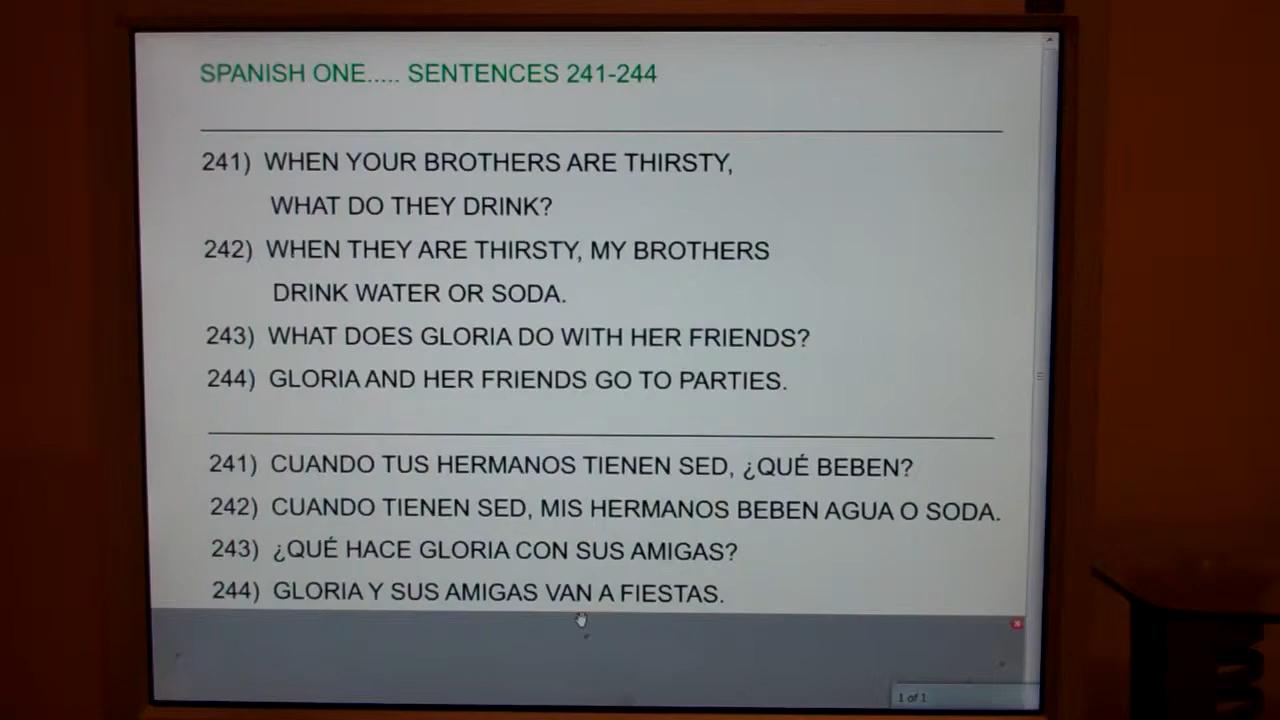 SPANISH ONE..... SENTENCES 241-244
241) WHEN YOUR BROTHERS ARE THIRSTY,
WHAT DO THEY DRINK?
242) WHEN THEY ARE THIRSTY, MY BROTHERS
DRINK WATER OR SODA.
243) WHAT DOES GLORIA DO WITH HER FRIENDS?
244) GLORIA AND HER FRIENDS GO TO PARTIES.
241) CUANDO TUS HERMANOS TIENEN SED, ¿QUÉ BEBEN?
242) CUANDO TIENEN SED, MIS HERMANOS BEBEN AGUA O SODA.
243) ¿QUÉ HACE GLORIA CON SUS AMIGAS?
244) GLORIA Y SUS AMIGAS VAN A FIESTAS.
1 of 1